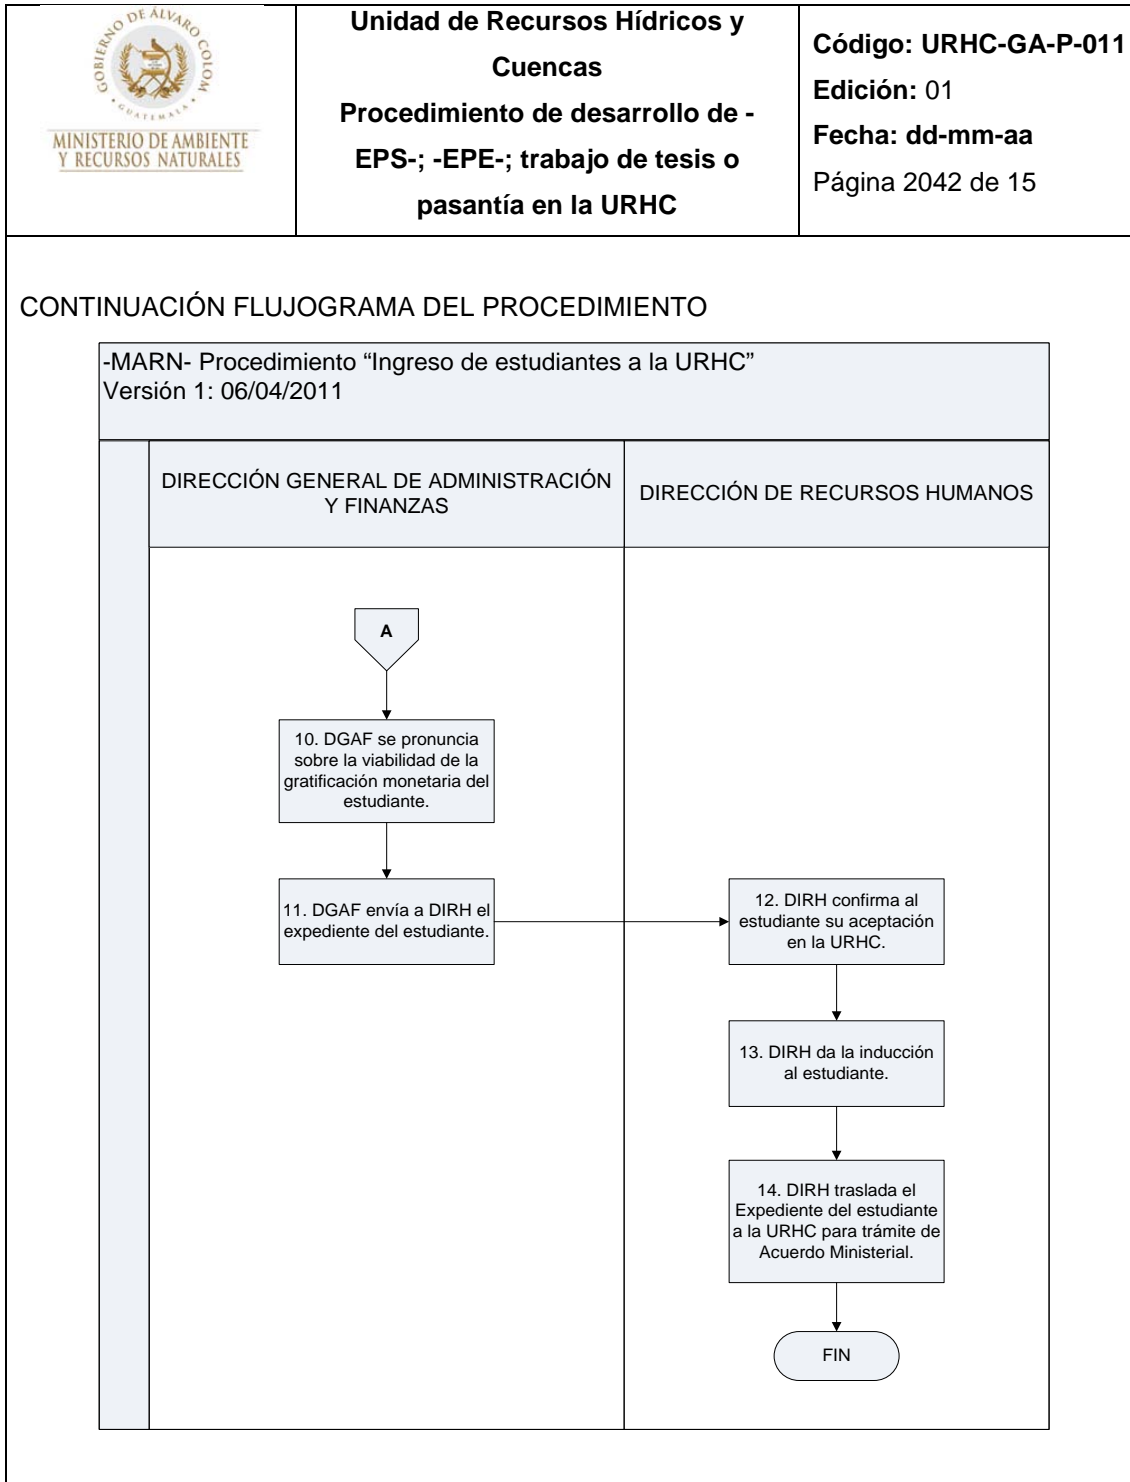 GOBIERNO DE ÁLVARO COLOM
GUATEMALA
MINISTERIO DE AMBIENTE
Y RECURSOS NATURALES
Unidad de Recursos Hídricos y
Cuencas
Procedimiento de desarrollo de -
EPS-; -EPE-; trabajo de tesis o
pasantía en la URHC
Código: URHC-GA-P-011
Edición: 01
Fecha: dd-mm-aa
Página 2042 de 15
CONTINUACIÓN FLUJOGRAMA DEL PROCEDIMIENTO
-MARN- Procedimiento “Ingreso de estudiantes a la URHC”
Versión 1: 06/04/2011
DIRECCIÓN GENERAL DE ADMINISTRACIÓN
Y FINANZAS
DIRECCIÓN DE RECURSOS HUMANOS
A
10. DGAF se pronuncia
sobre la viabilidad de la
gratificación monetaria del
estudiante.
11. DGAF envía a DIRH el
expediente del estudiante.
12. DIRH confirma al
estudiante su aceptación
en la URHC.
13. DIRH da la inducción
al estudiante.
14. DIRH traslada el
Expediente del estudiante
a la URHC para trámite de
Acuerdo Ministerial.
FIN